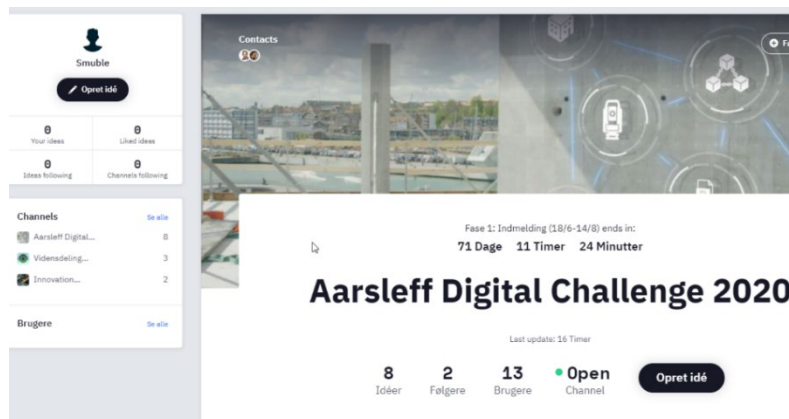 Smuble
Opret idé
0
Your ideas
0
Liked ideas
0
Ideas following
0
Channels following
Channels
Se alle
Aarsleff Digital...
8
Vidensdeling...
3
Innovation...
2
Brugere
Se alle
Contacts
Fase 1: Indmelding (18/6-14/8) ends in:
71 Dage 11 Timer 24 Minutter
Aarsleff Digital Challenge 2020
Last update: 16 Timer
8
Idéer
2
Følgere
13
Brugere
Open
Channel
Opret idé